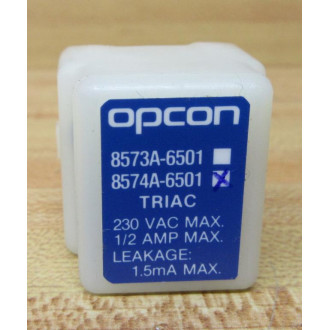 opcon
8573A-6501
8574A-6501
TRIAC
230 VAC MAX.
1/2 AMP MAX.
LEAKAGE:
1.5mA MAX.